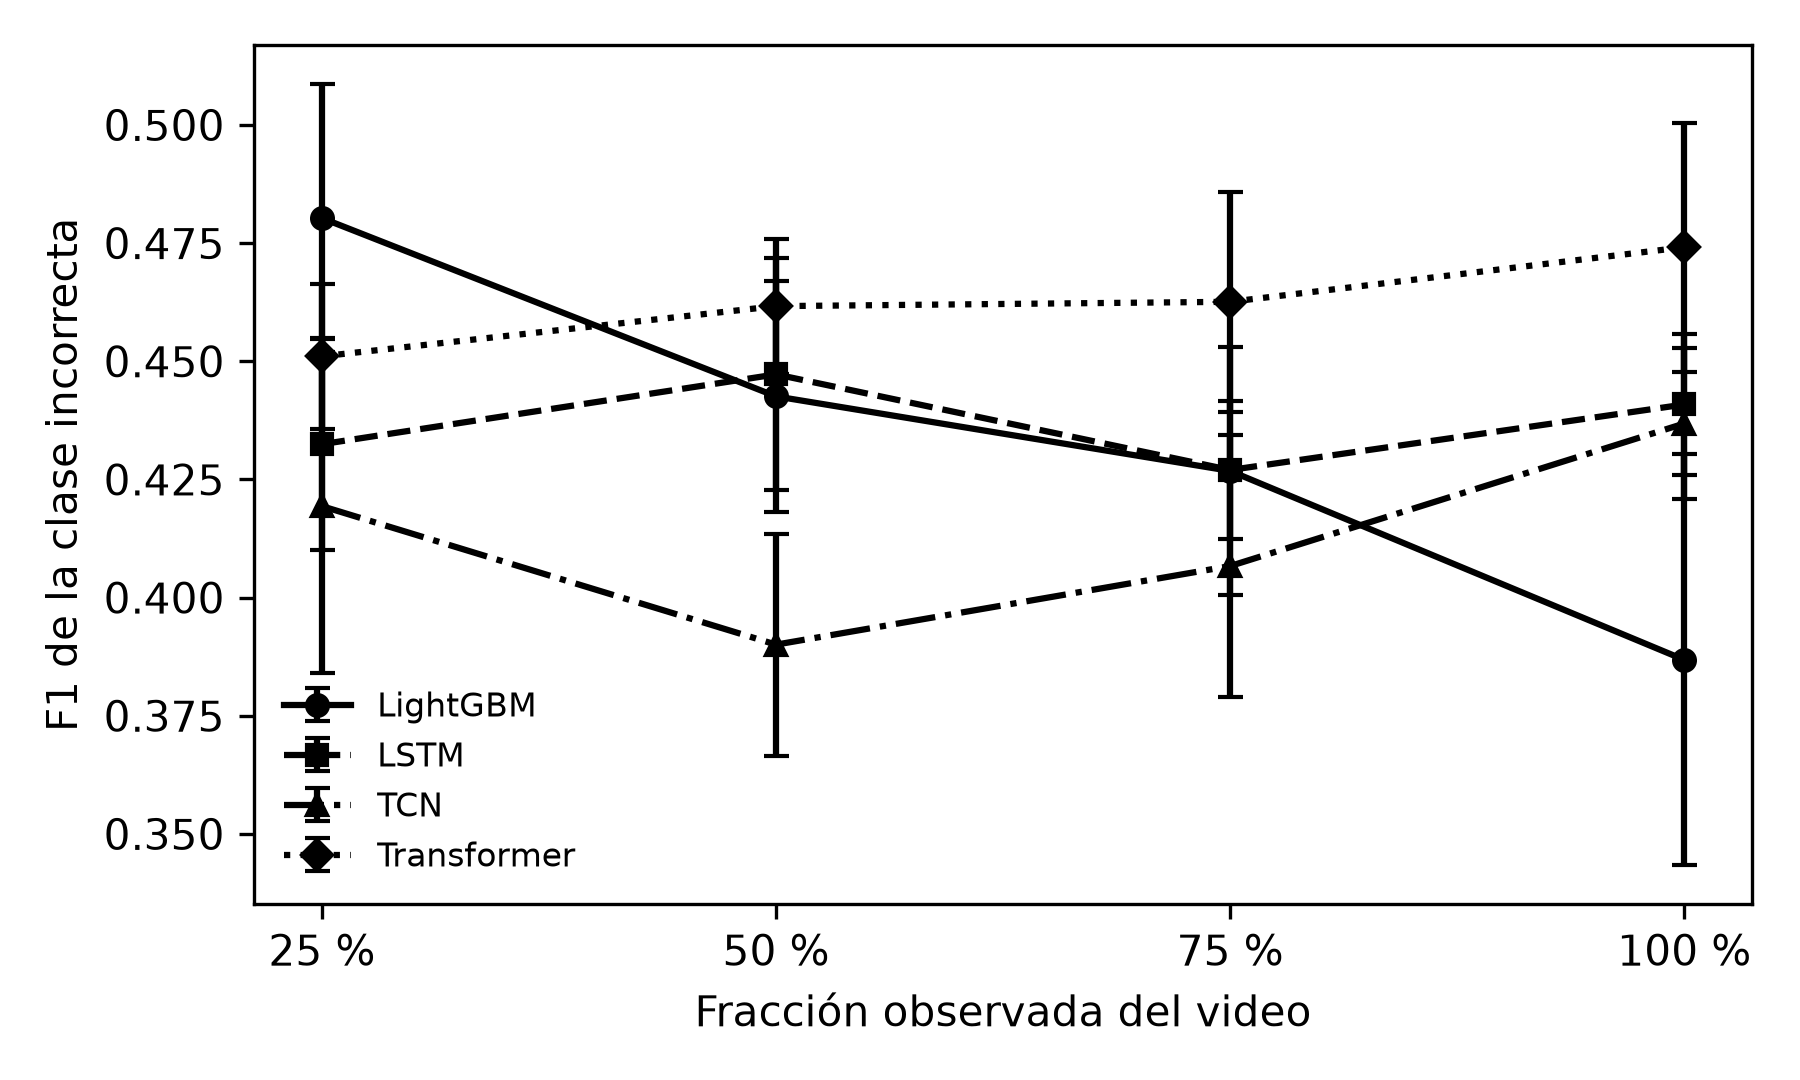 F1 de la clase incorrecta
0.500
0.475
0.450
0.425
0.400
0.375
0.350
LightGBM
LSTM
TCN
Transformer
25 %
50 %
75 %
100 %
Fracción observada del video